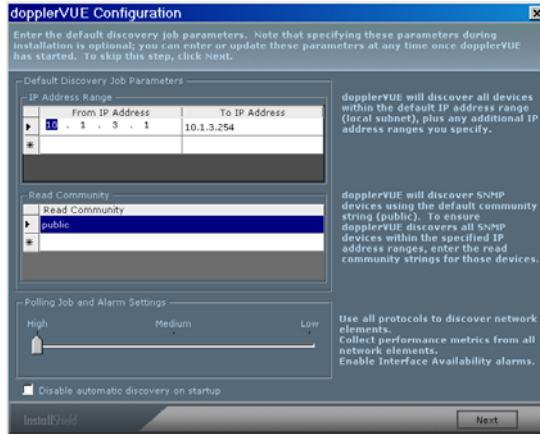 dopplerVUE Configuration
Enter the default discovery job parameters. Note that specifying these parameters during
installation is optional; you can enter or update these parameters at any time once dopplerVUE
has started. To skip this step, click Next.
Default Discovery Job Parameters
IP Address Range
From IP Address To IP Address
10 . 1 . 3 . 1 10.1.3.254
dopplerVUE will discover all devices
within the default IP address range
(local subnet), plus any additional IP
address ranges you specify.
Read Community
Read Community
public
dopplerVUE will discover SNMP
devices using the default community
string (public). To ensure
dopplerVUE discovers all SNMP
devices within the specified IP
address ranges, enter the read
community strings for those devices.
Polling Job and Alarm Settings
High Medium Low
Use all protocols to discover network
elements.
Collect performance metrics from all
network elements.
Enable Interface Availability alarms.
Disable automatic discovery on startup
InstallShield
Next